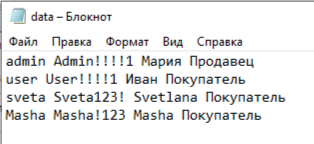 data – Блокнот
Файл Правка Формат Вид Справка
admin Admin!!!!1 Мария Продавец
user User!!!!1 Иван Покупатель
sveta Sveta123! Svetlana Покупатель
Masha Masha!123 Masha Покупатель